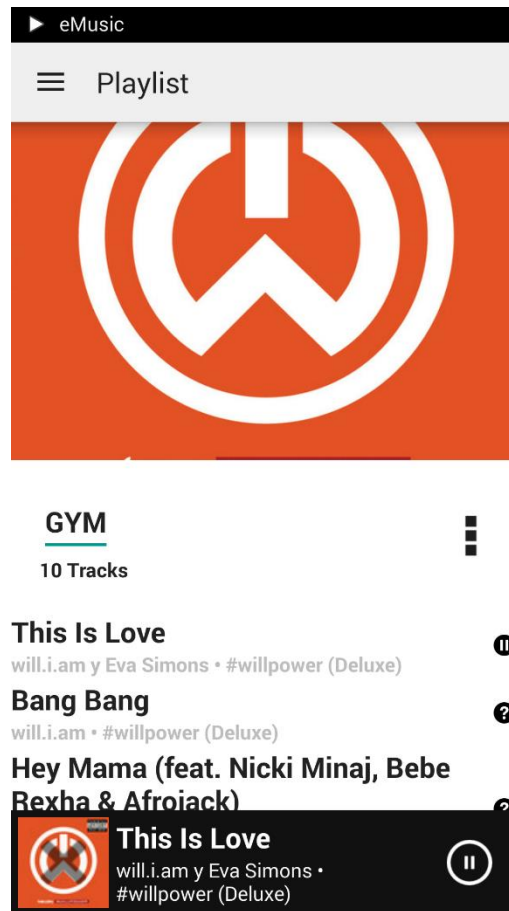 eMusic
Playlist
GYM
10 Tracks
This Is Love
will.i.am y Eva Simons • #willpower (Deluxe)
Bang Bang
will.i.am • #willpower (Deluxe)
Hey Mama (feat. Nicki Minaj, Bebe
Rexha & Afrojack)
This Is Love
will.i.am y Eva Simons •
#willpower (Deluxe)